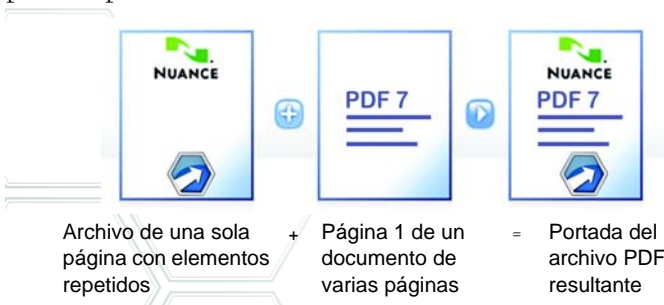 NUANCE
PDF 7
NUANCE
PDF 7
Archivo de una sola
página con elementos
repetidos
+
Página 1 de un
documento de
varias páginas
=
Portada del
archivo PDF
resultante